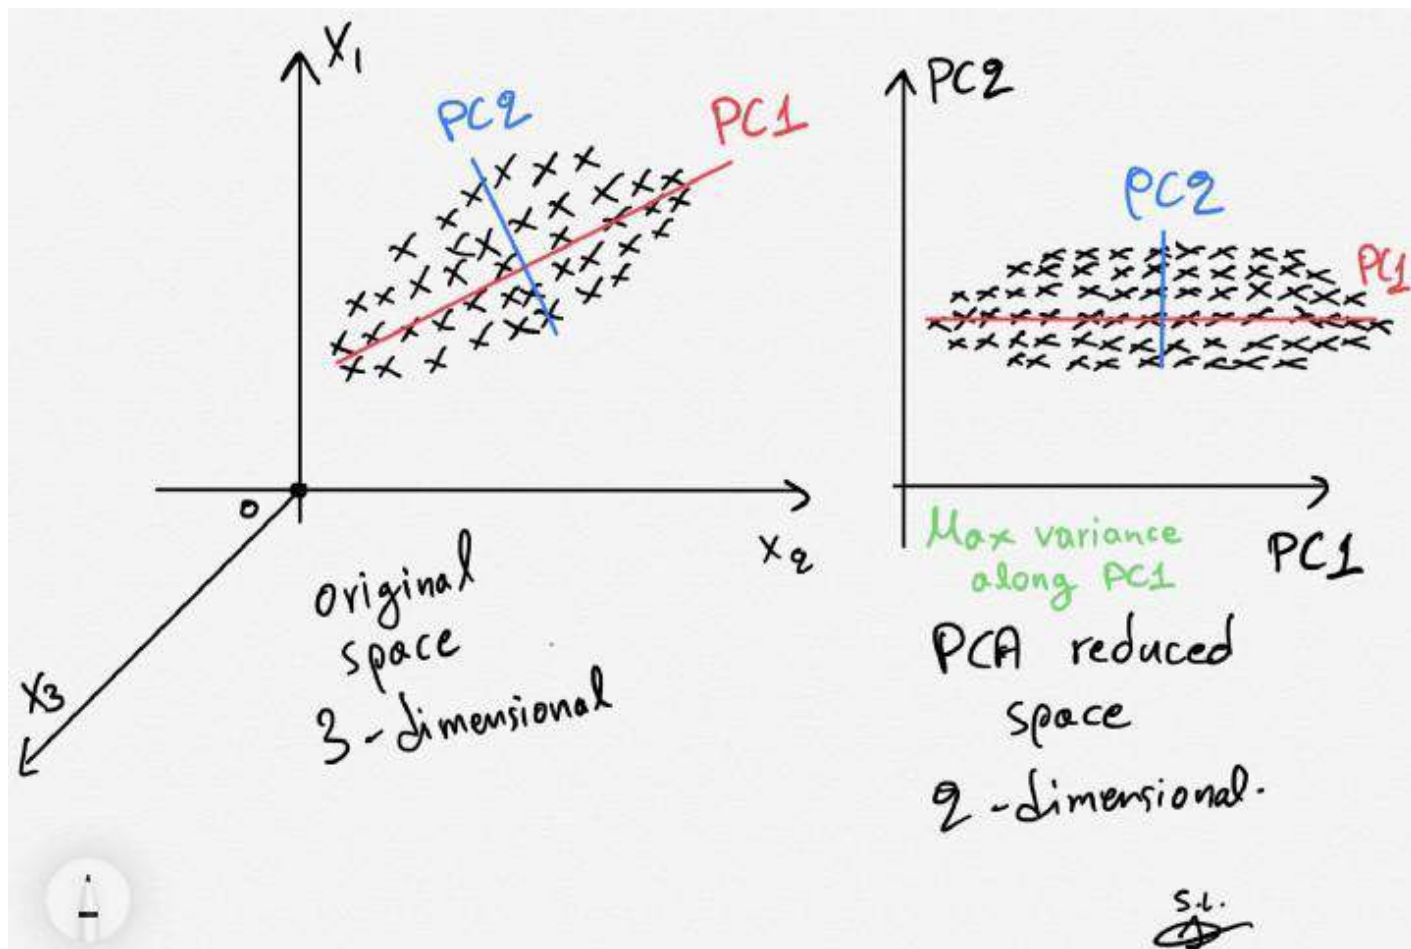 X1
PC2
PC1
0
X2
X3
original
space
3-dimensional
PC2
PC2
PC1
PC1
Max variance
along PC1
PCA reduced
space
2-dimensional.
S.L.